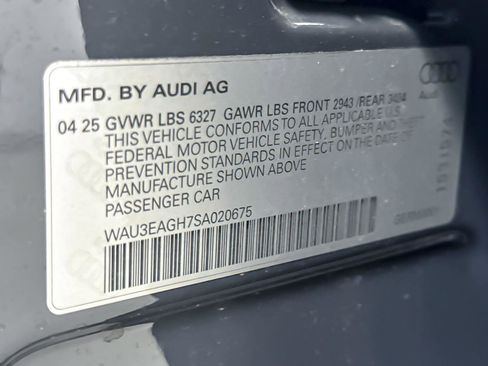 MFD. BY AUDI AG
04 25 GVWR LBS 6327 GAWR LBS FRONT 2943 /REAR 3404
THIS VEHICLE CONFORMS TO ALL APPLICABLE U.S.
FEDERAL MOTOR VEHICLE SAFETY, BUMPER AND THEFT
PREVENTION STANDARDS IN EFFECT ON THE DATE OF
MANUFACTURE SHOWN ABOVE
PASSENGER CAR
WAU3EAGH7SA020675
Audi
GERMANY